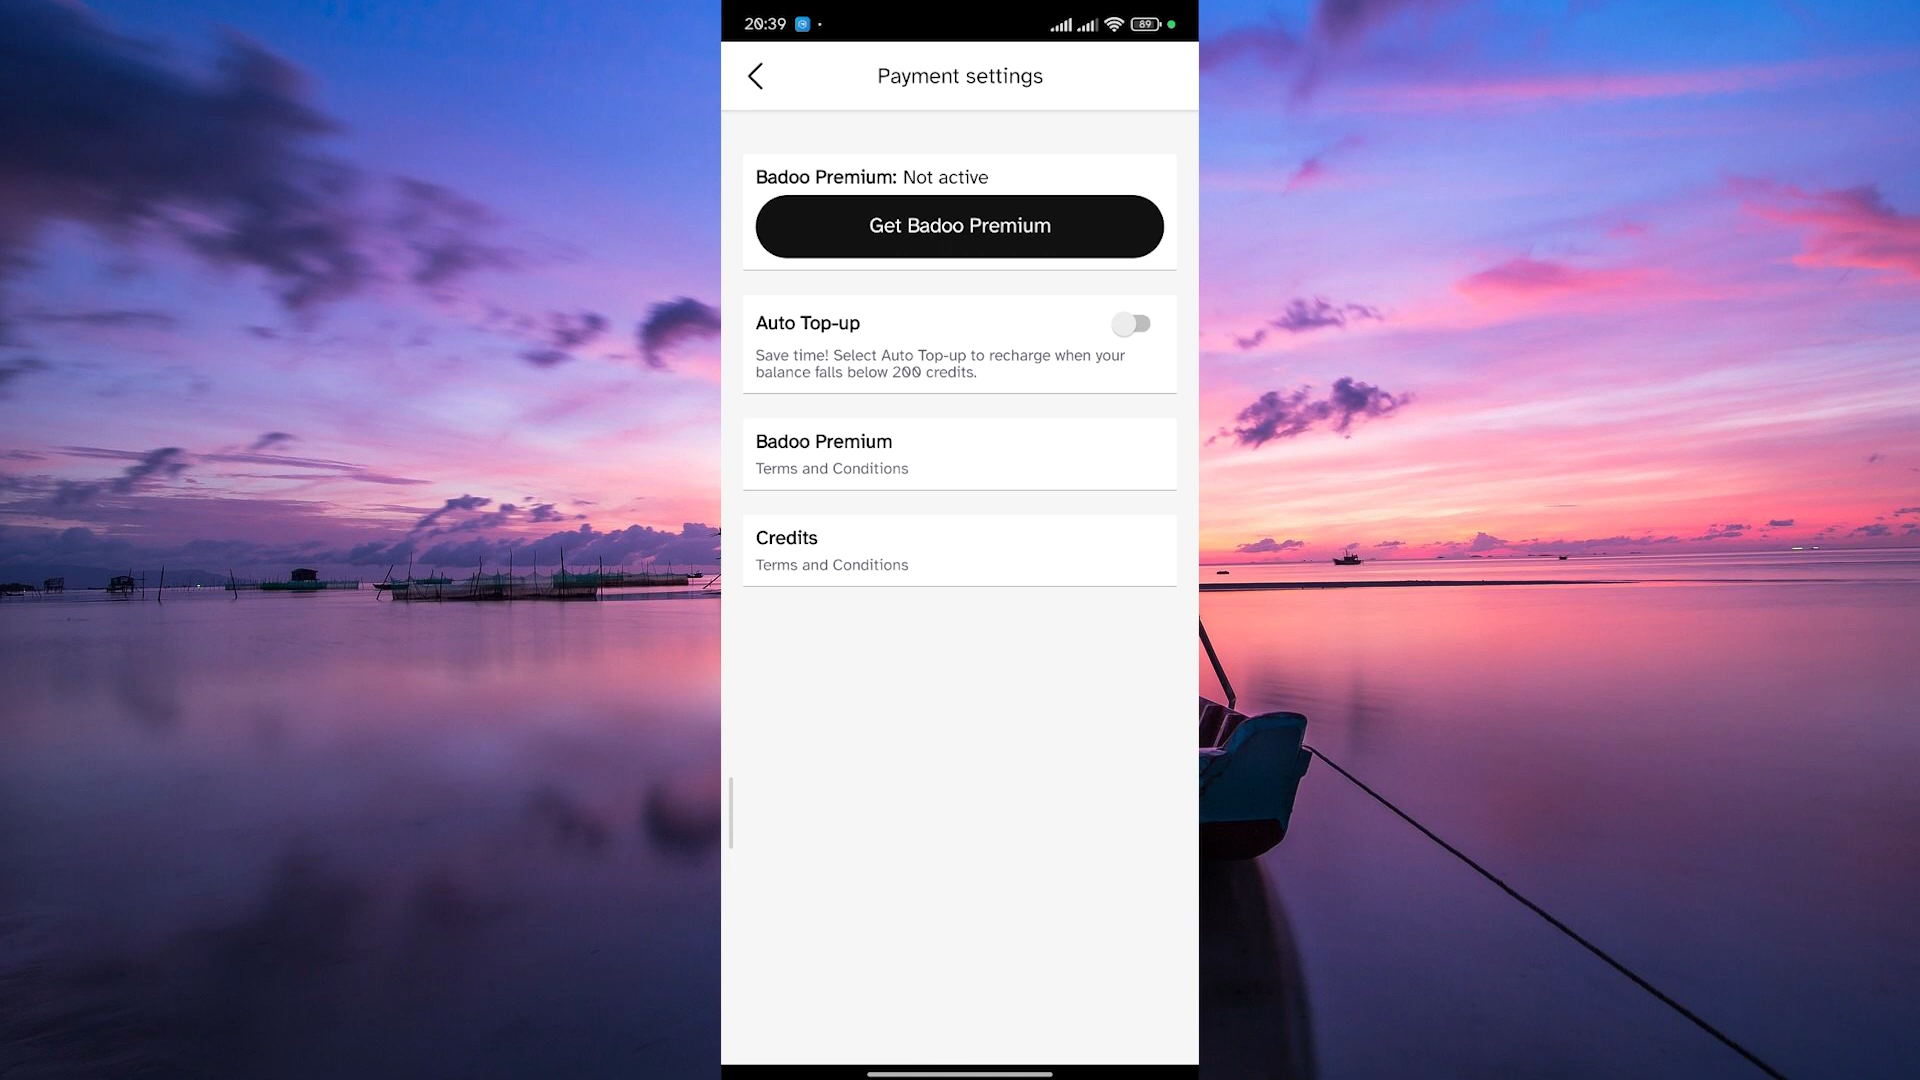 20:39
89
Payment settings
Badoo Premium: Not active
Get Badoo Premium
Auto Top-up
Save time! Select Auto Top-up to recharge when your
balance falls below 200 credits.
Badoo Premium
Terms and Conditions
Credits
Terms and Conditions